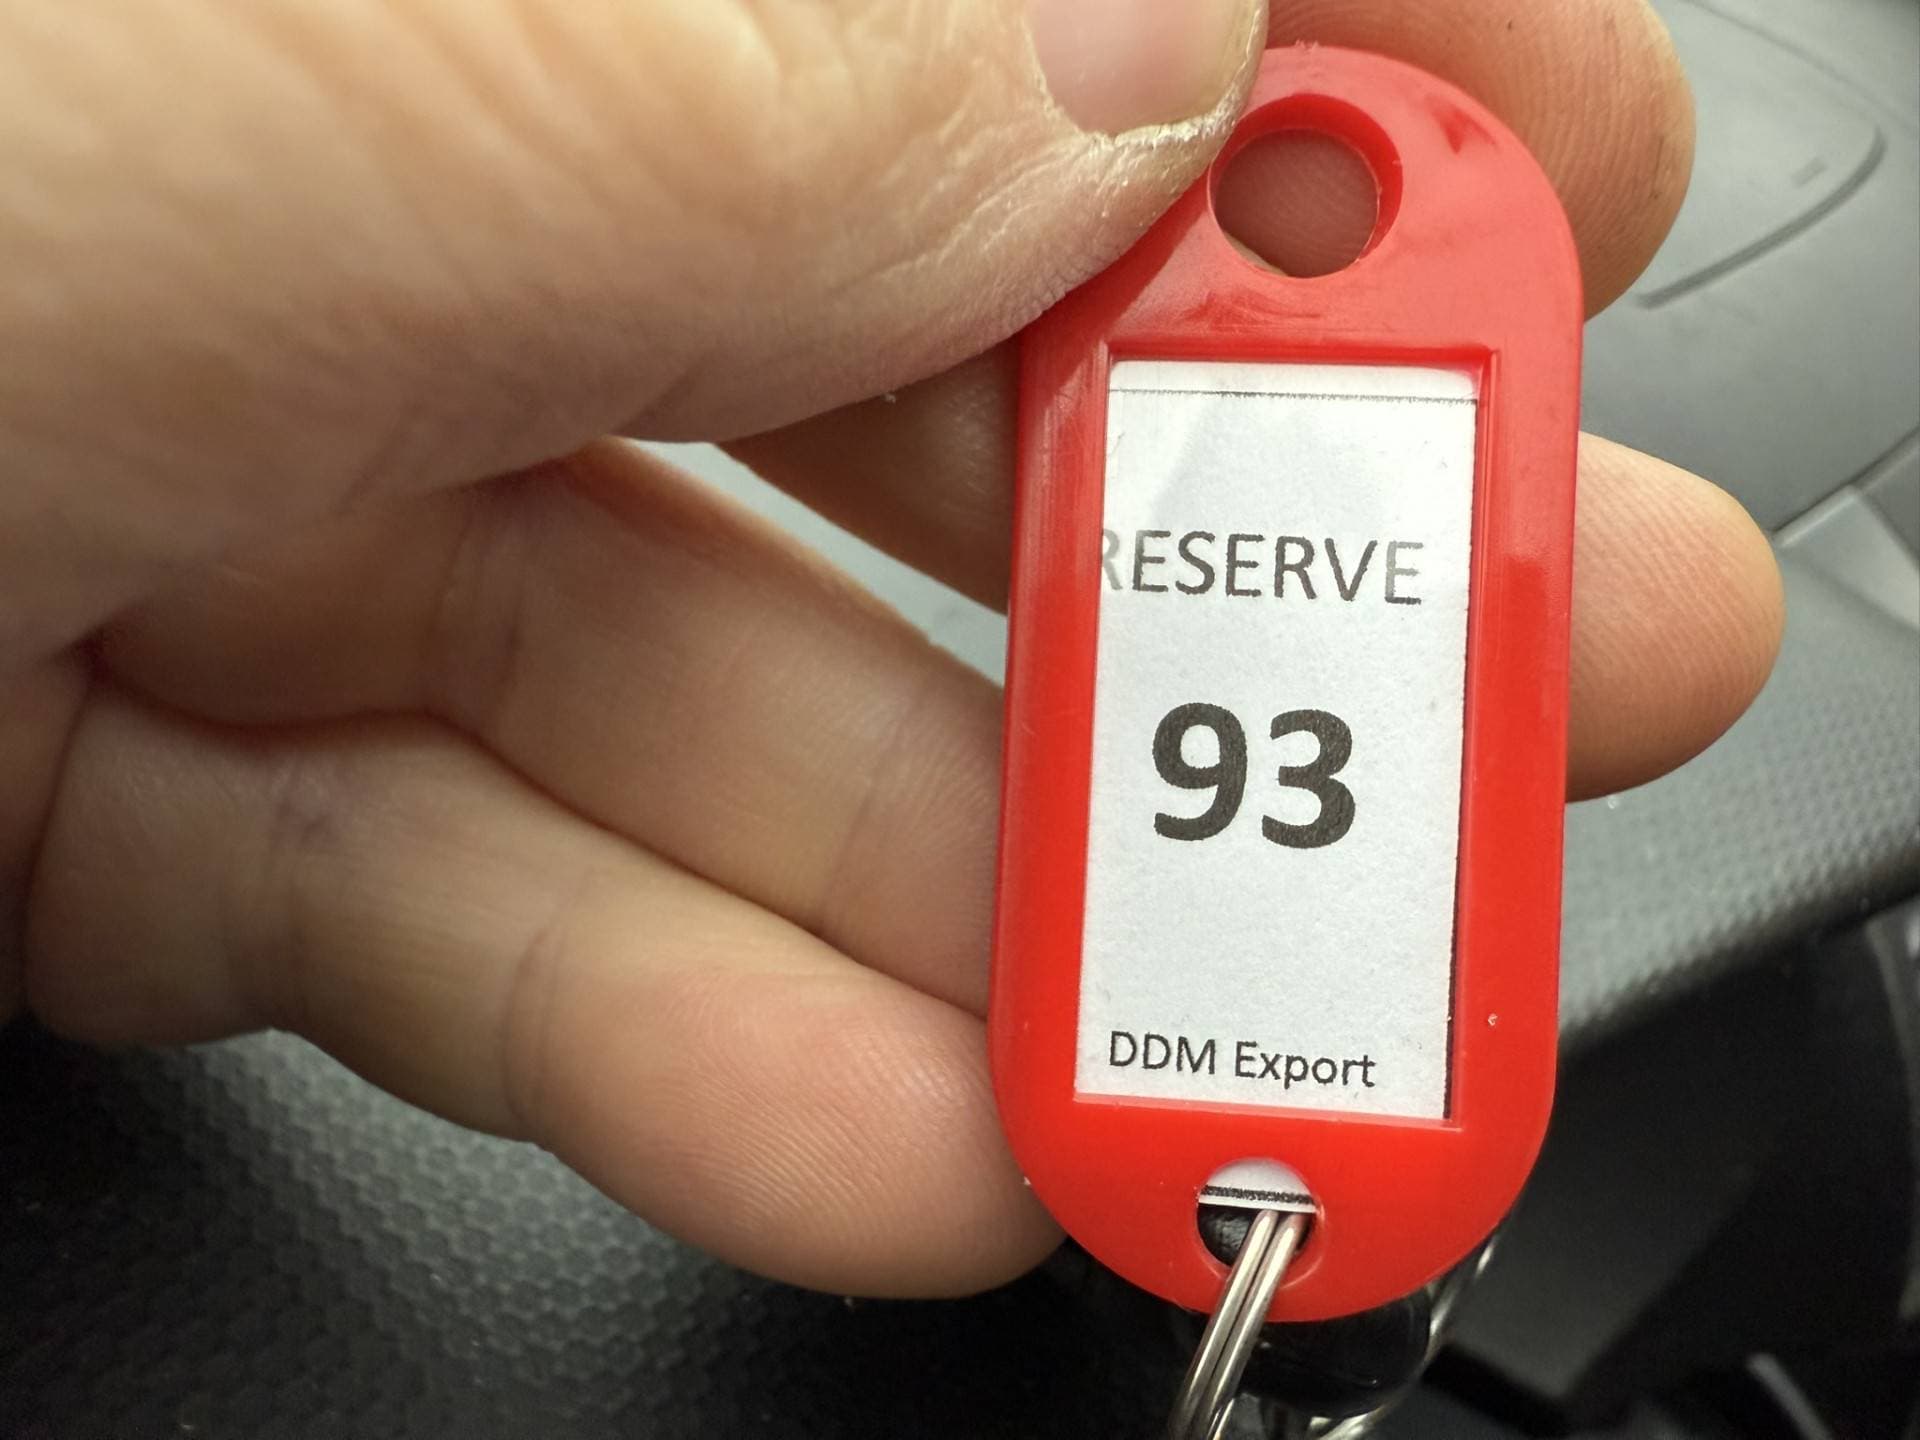 RESERVE
93
DDM Export